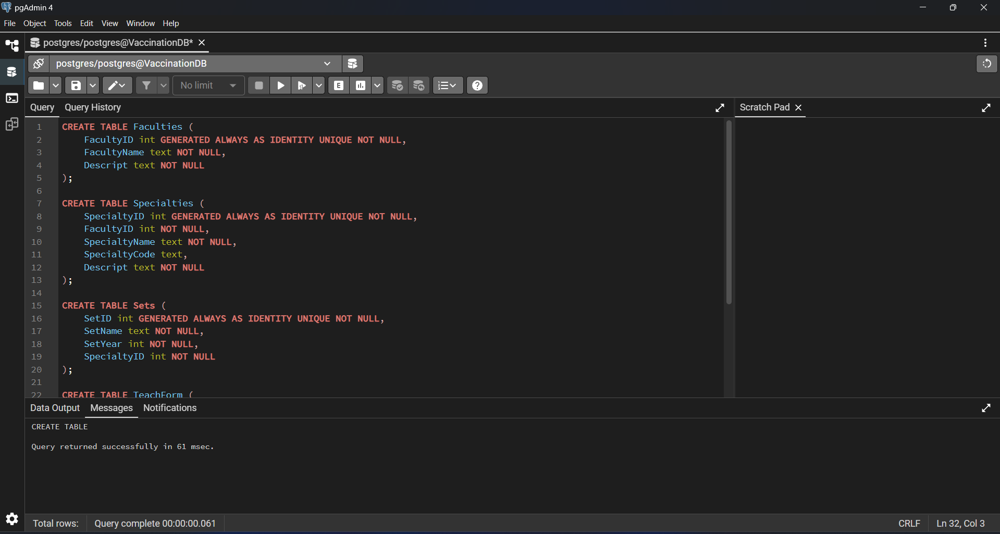 pgAdmin 4
File Object Tools Edit View Window Help
postgres/postgres@VaccinationDB*
postgres/postgres@VaccinationDB
No limit
E
Query Query History
Scratch Pad
1 CREATE TABLE Faculties (
2 FacultyID int GENERATED ALWAYS AS IDENTITY UNIQUE NOT NULL,
3 FacultyName text NOT NULL,
4 Descript text NOT NULL
5 );
6
7 CREATE TABLE Specialties (
8 SpecialtyID int GENERATED ALWAYS AS IDENTITY UNIQUE NOT NULL,
9 FacultyID int NOT NULL,
10 SpecialtyName text NOT NULL,
11 SpecialtyCode text,
12 Descript text NOT NULL
13 );
14
15 CREATE TABLE Sets (
16 SetID int GENERATED ALWAYS AS IDENTITY UNIQUE NOT NULL,
17 SetName text NOT NULL,
18 SetYear int NOT NULL,
19 SpecialtyID int NOT NULL
20 );
21
22 CREATE TABLE TeachForm (
Data Output Messages Notifications
CREATE TABLE
Query returned successfully in 61 msec.
Total rows: Query complete 00:00:00.061 CRLF Ln 32, Col 3